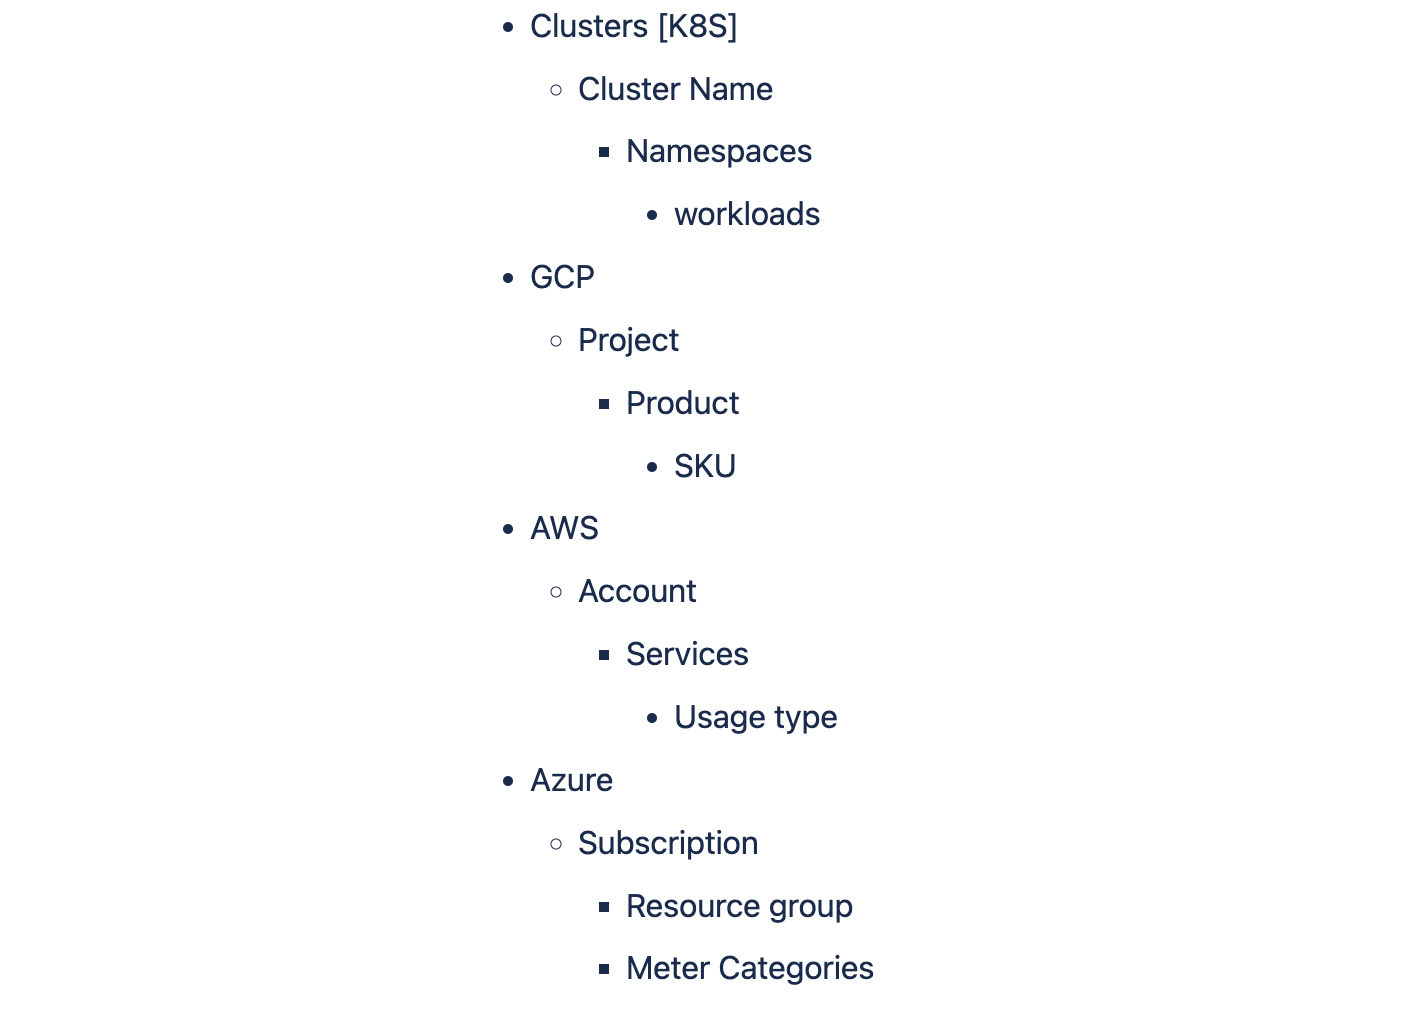 Clusters [K8S]
Cluster Name
Namespaces
workloads
GCP
Project
Product
SKU
AWS
Account
Services
Usage type
Azure
Subscription
Resource group
Meter Categories